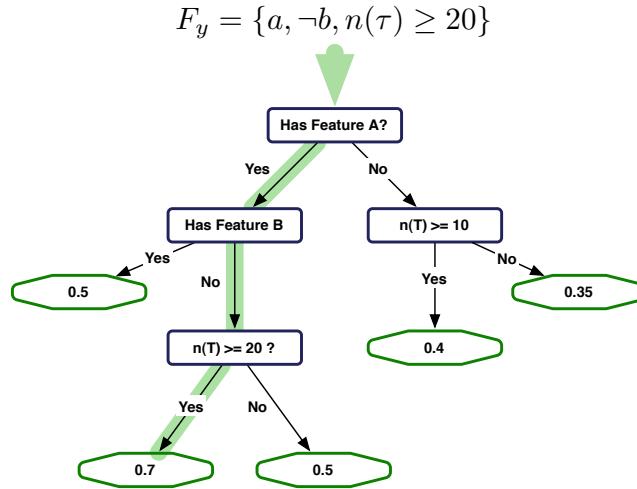 F_y = {a, ¬b, n(τ) ≥ 20}
Has Feature A?
Yes
No
Has Feature B
n(T) >= 10
Yes
No
Yes
No
0.5
0.35
n(T) >= 20 ?
0.4
Yes
No
0.7
0.5